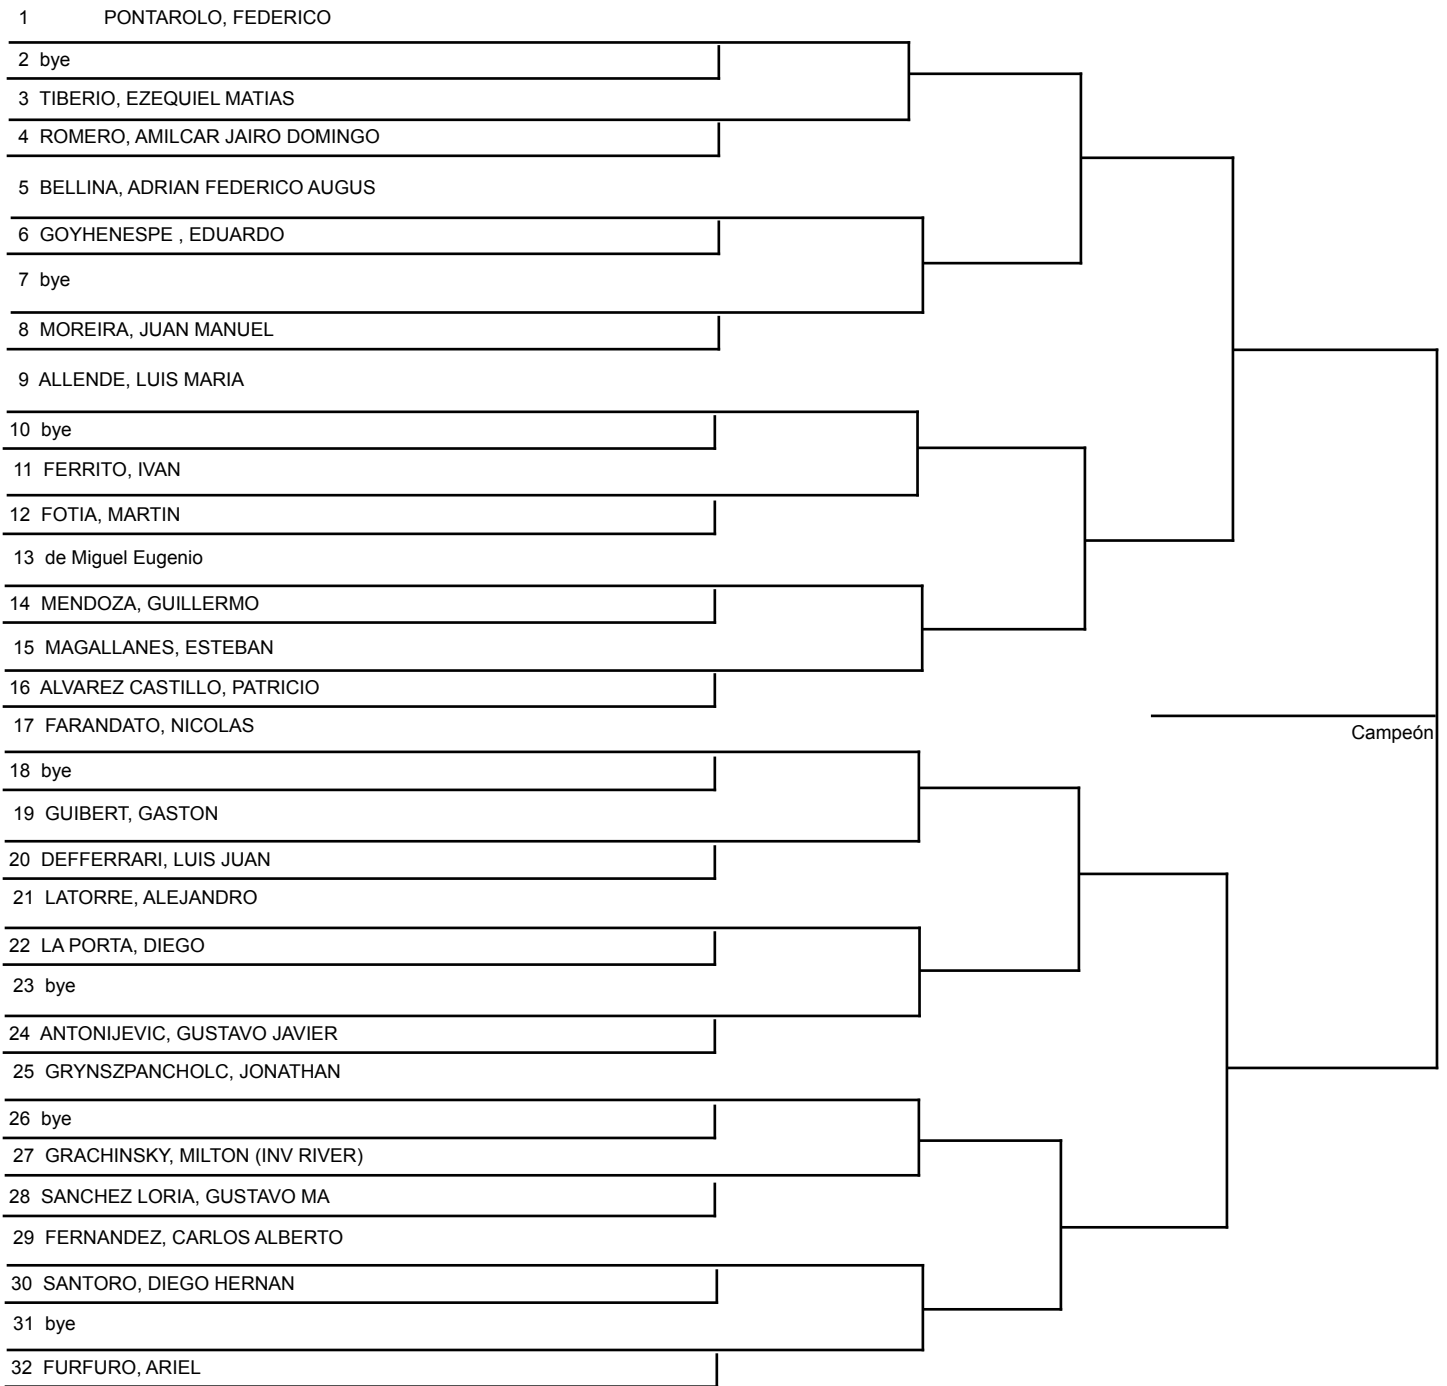 1 PONTAROLO, FEDERICO
2 bye
3 TIBERIO, EZEQUIEL MATIAS
4 ROMERO, AMILCAR JAIRO DOMINGO
5 BELLINA, ADRIAN FEDERICO AUGUS
6 GOYHENESPE , EDUARDO
7 bye
8 MOREIRA, JUAN MANUEL
9 ALLENDE, LUIS MARIA
10 bye
11 FERRITO, IVAN
12 FOTIA, MARTIN
13 de Miguel Eugenio
14 MENDOZA, GUILLERMO
15 MAGALLANES, ESTEBAN
16 ALVAREZ CASTILLO, PATRICIO
17 FARANDATO, NICOLAS
Campeón
18 bye
19 GUIBERT, GASTON
20 DEFFERRARI, LUIS JUAN
21 LATORRE, ALEJANDRO
22 LA PORTA, DIEGO
23 bye
24 ANTONIJEVIC, GUSTAVO JAVIER
25 GRYNSZPANCHOLC, JONATHAN
26 bye
27 GRACHINSKY, MILTON (INV RIVER)
28 SANCHEZ LORIA, GUSTAVO MA
29 FERNANDEZ, CARLOS ALBERTO
30 SANTORO, DIEGO HERNAN
31 bye
32 FURFURO, ARIEL